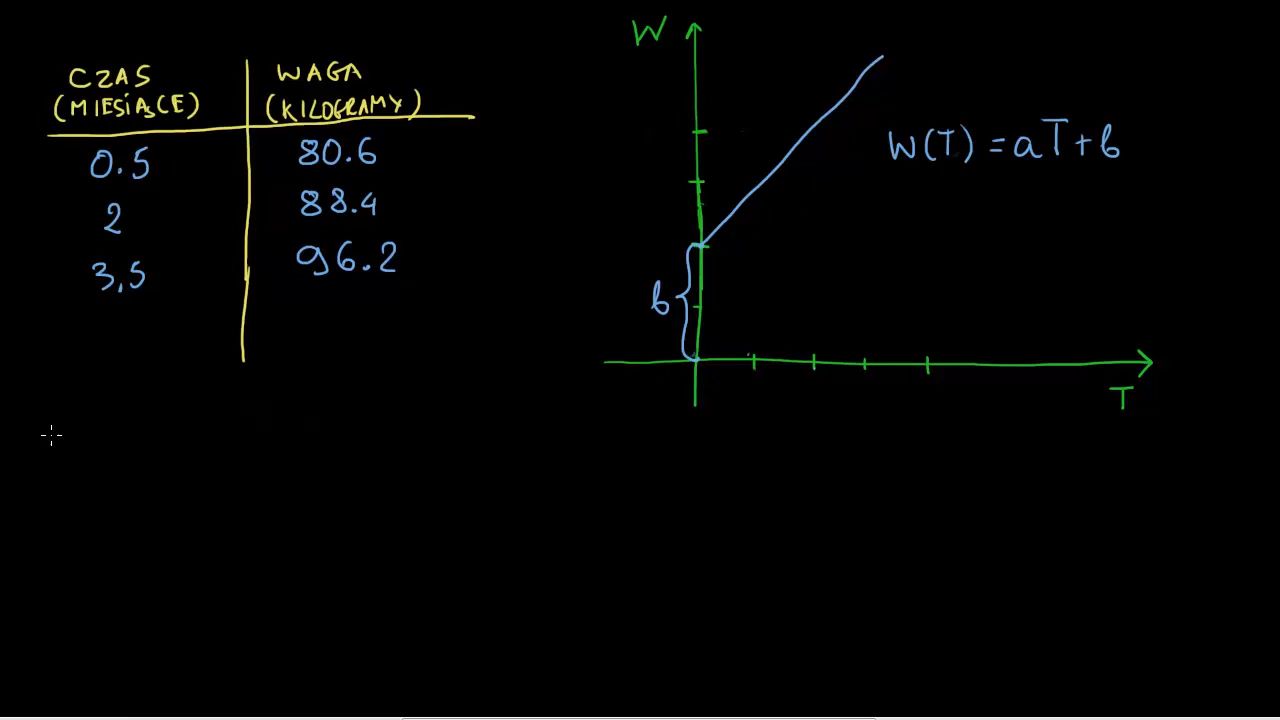 CZAS
(MIESIĄCE)
WAGA
(KILOGRAMY)
0.5
80.6
2
88.4
3,5
96.2
W
W(T) = aT+b
b
T